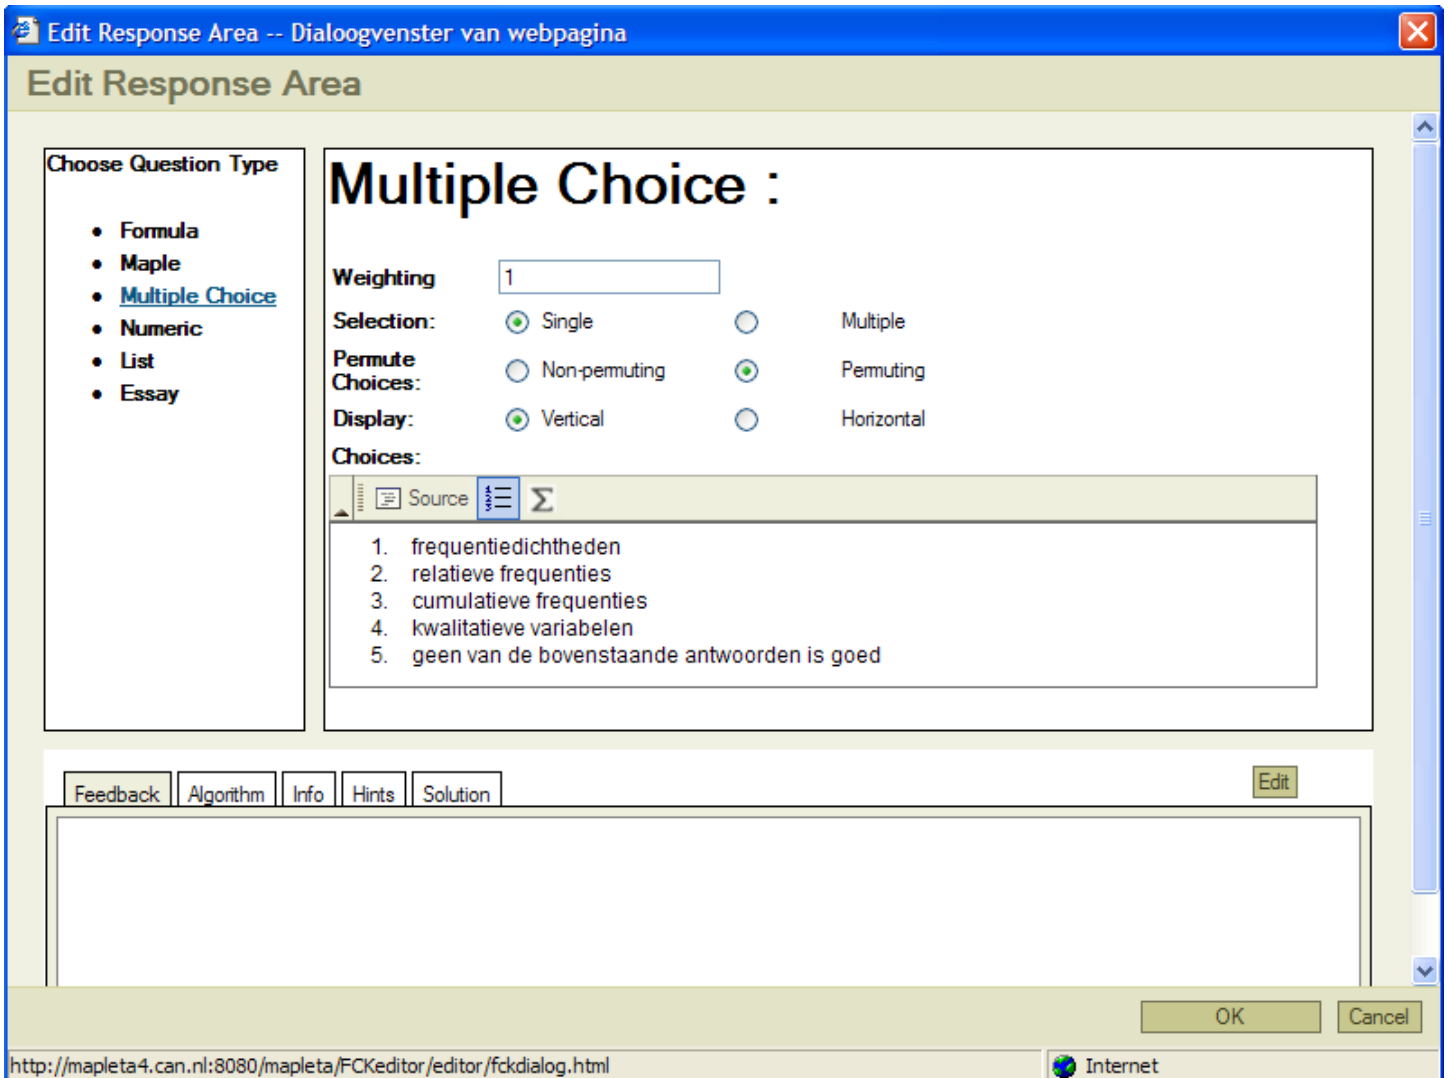 Edit Response Area -- Dialoogvenster van webpagina
Edit Response Area
Choose Question Type
Formula
Maple
Multiple Choice
Numeric
List
Essay
Multiple Choice :
Weighting 1
Selection: Single Multiple
Permute Choices: Non-permuting Permuting
Display: Vertical Horizontal
Choices:
Source Σ
1. frequentiedichtheden
2. relatieve frequenties
3. cumulatieve frequenties
4. kwalitatieve variabelen
5. geen van de bovenstaande antwoorden is goed
Feedback Algorithm Info Hints Solution Edit
OK Cancel
http://mapleta4.can.nl:8080/mapleta/FCKeditor/editor/fckdialog.html Internet